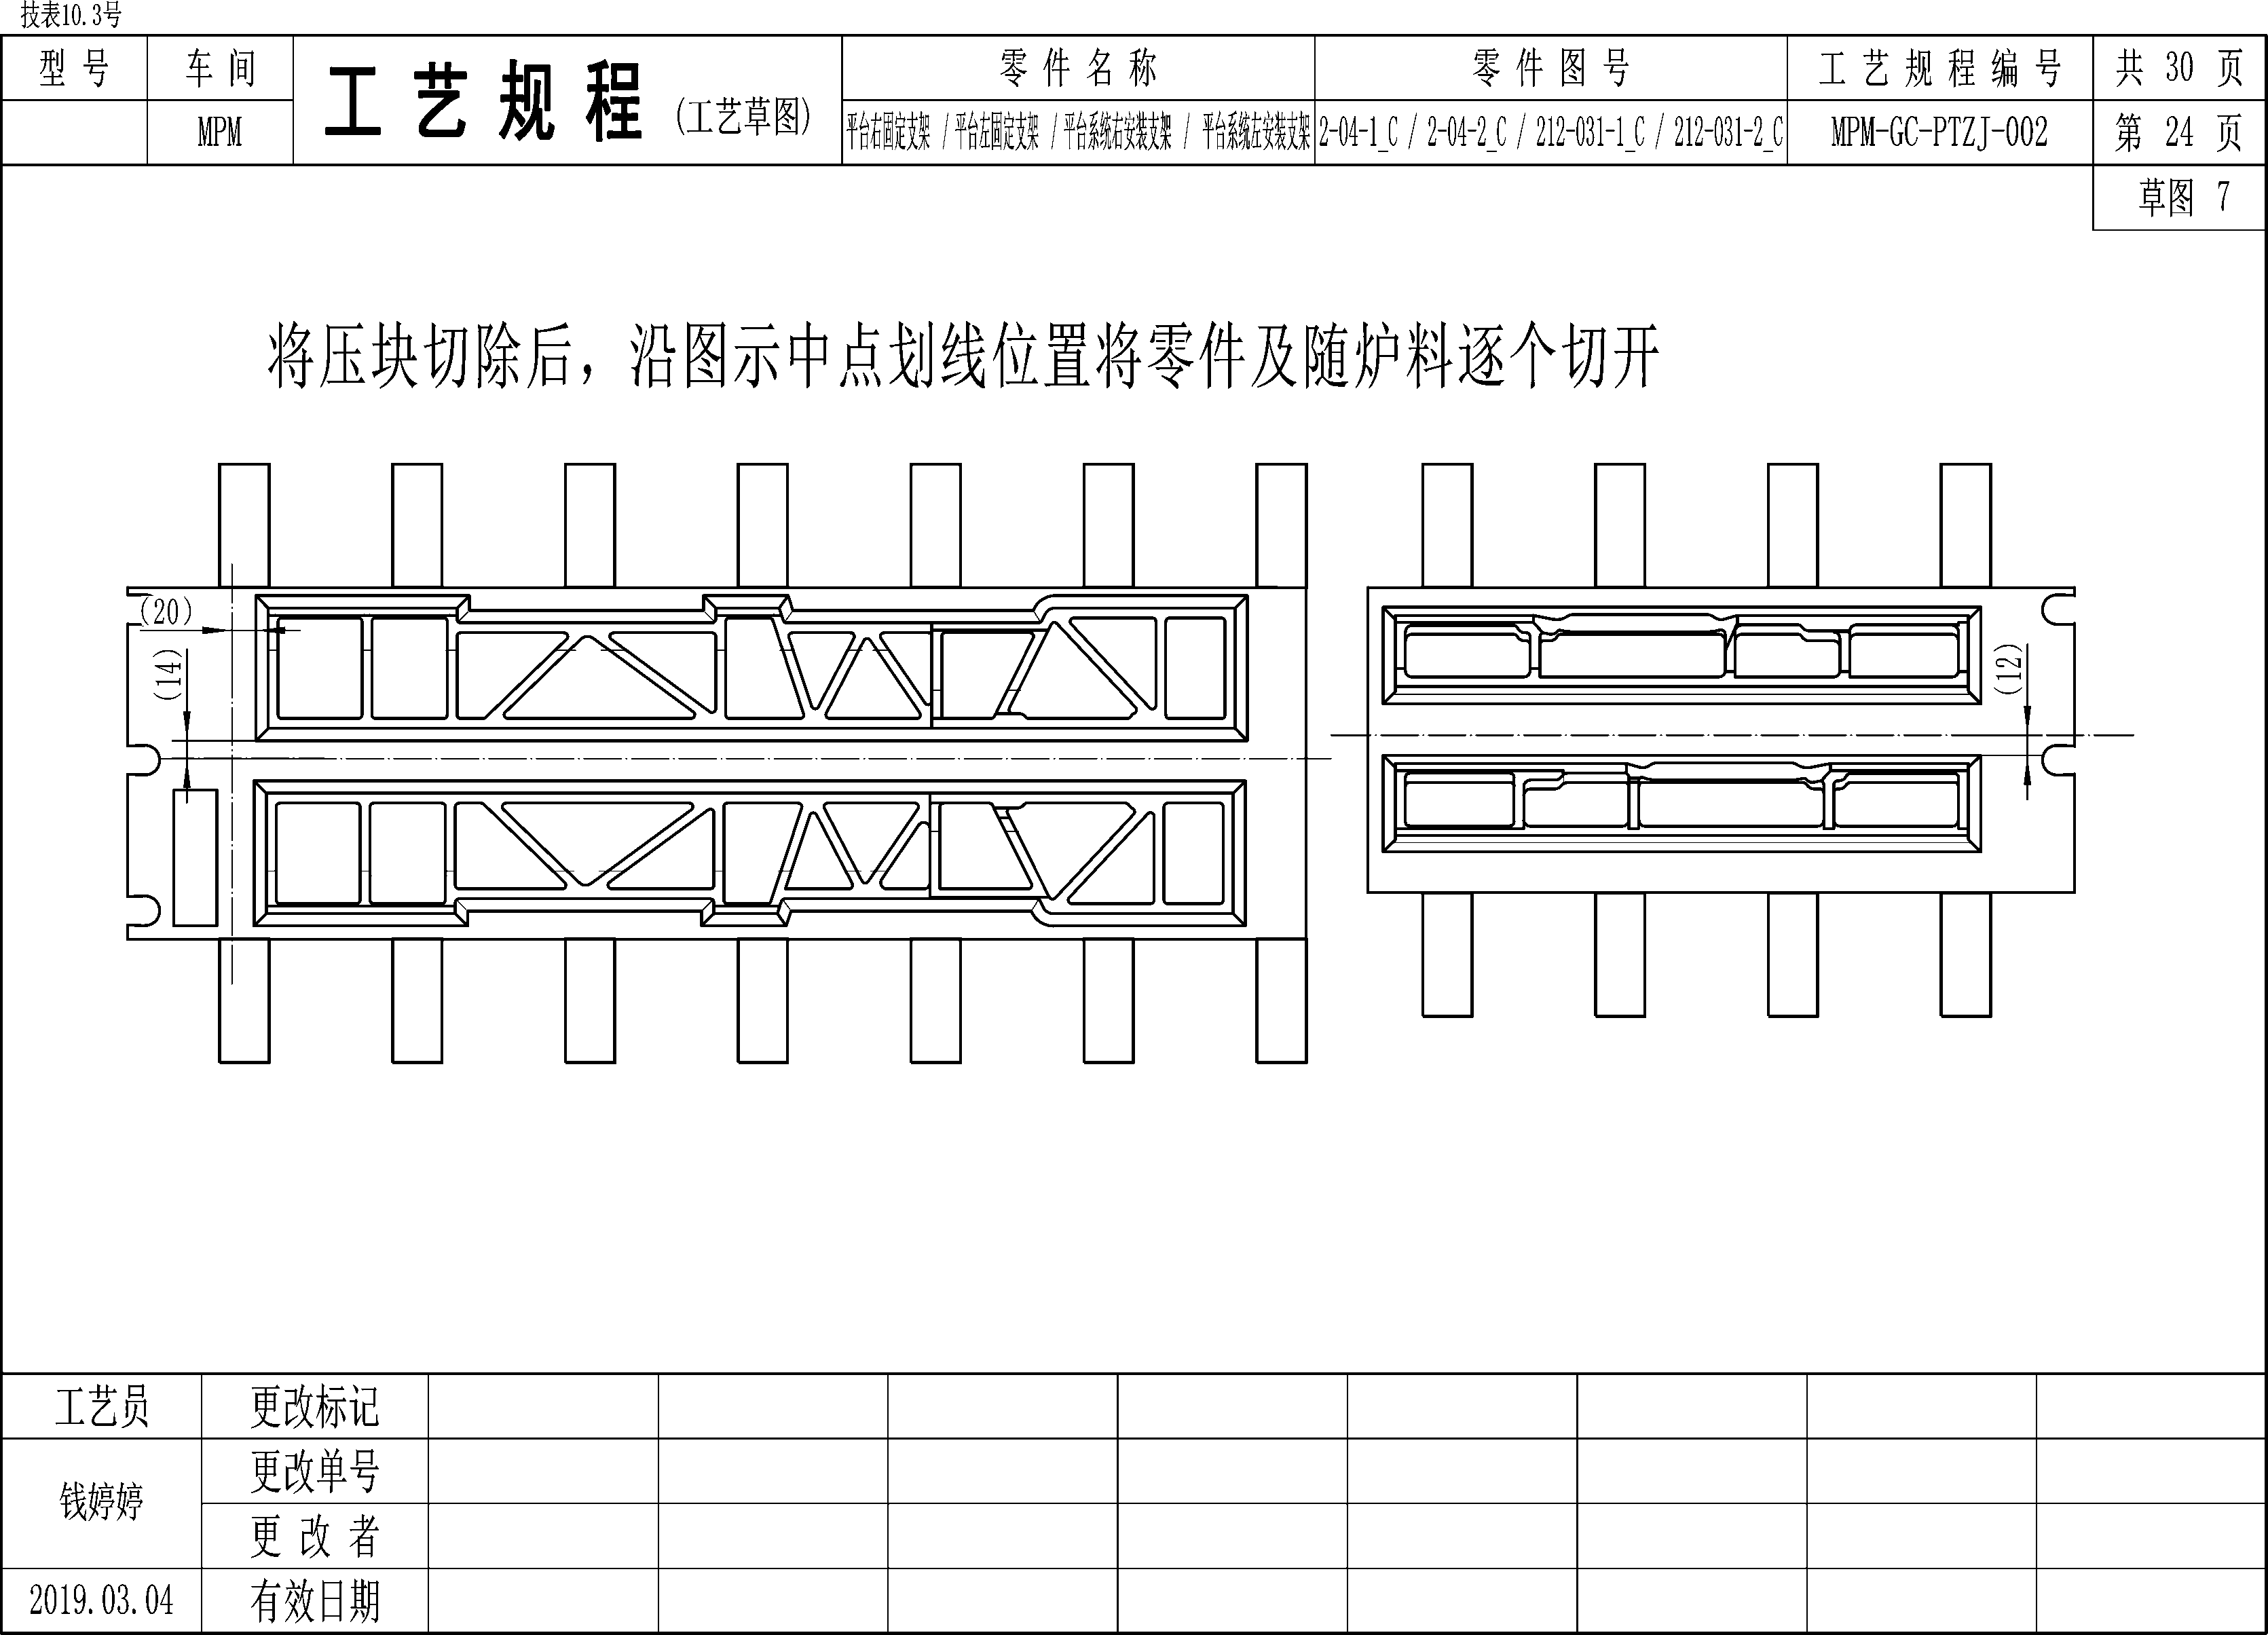 技表10.3号
型 号
车 间
工 艺 规 程 (工艺草图)
零 件 名 称
零 件 图 号
工 艺 规 程 编 号
共 30 页
MPM
平台右固定支架 / 平台左固定支架 / 平台系统右安装支架 / 平台系统左安装支架
2-04-1_C / 2-04-2_C / 212-031-1_C / 212-031-2_C
MPM-GC-PTZJ-002
第 24 页
草图 7
将压块切除后，沿图示中点划线位置将零件及随炉料逐个切开
(20)
(14)
(12)
工艺员
更改标记
钱婷婷
更改单号
更 改 者
2019.03.04
有效日期